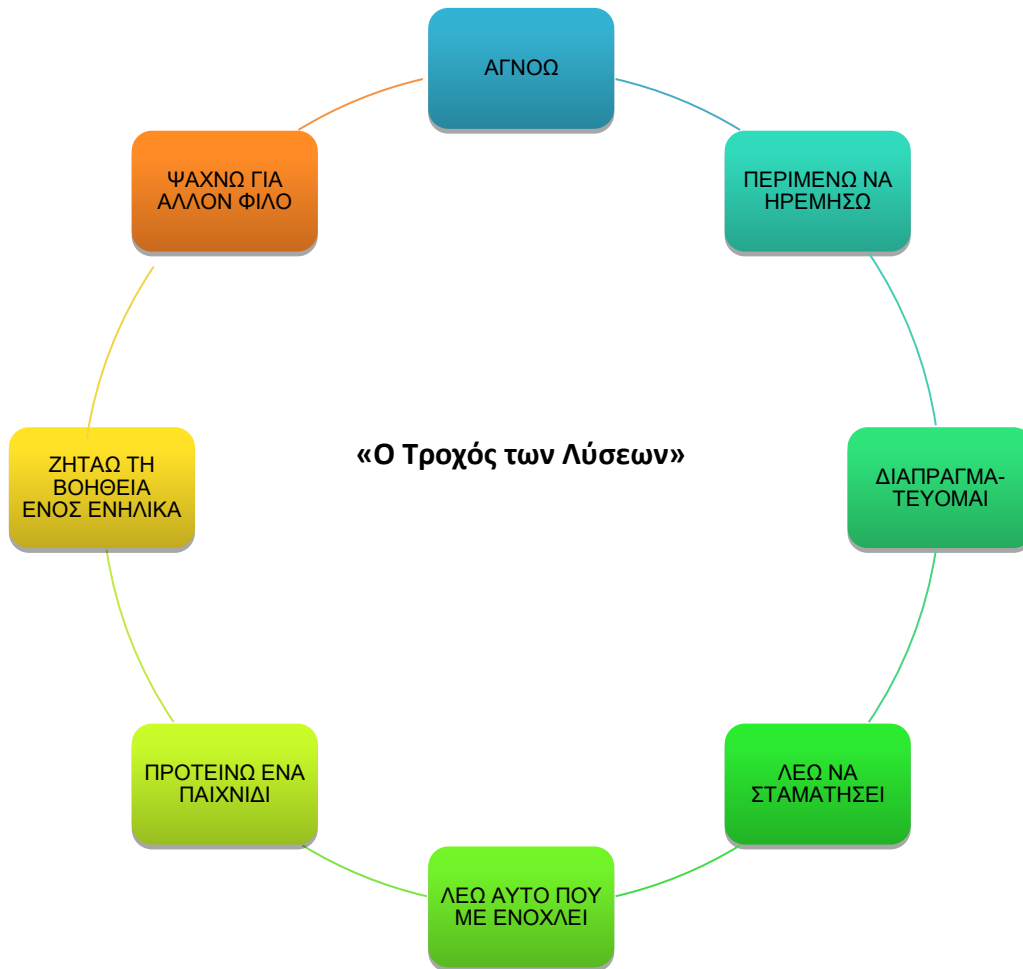 ΑΓΝΟΩ
ΠΕΡΙΜΕΝΩ ΝΑ
ΗΡΕΜΗΣΩ
ΔΙΑΠΡΑΓΜΑ-
ΤΕΥΟΜΑΙ
ΛΕΩ ΝΑ
ΣΤΑΜΑΤΗΣΕΙ
ΛΕΩ ΑΥΤΟ ΠΟΥ
ΜΕ ΕΝΟΧΛΕΙ
ΠΡΟΤΕΙΝΩ ΕΝΑ
ΠΑΙΧΝΙΔΙ
ΖΗΤΑΩ ΤΗ
ΒΟΗΘΕΙΑ
ΕΝΟΣ ΕΝΗΛΙΚΑ
ΨΑΧΝΩ ΓΙΑ
ΑΛΛΟΝ ΦΙΛΟ
«Ο Τροχός των Λύσεων»